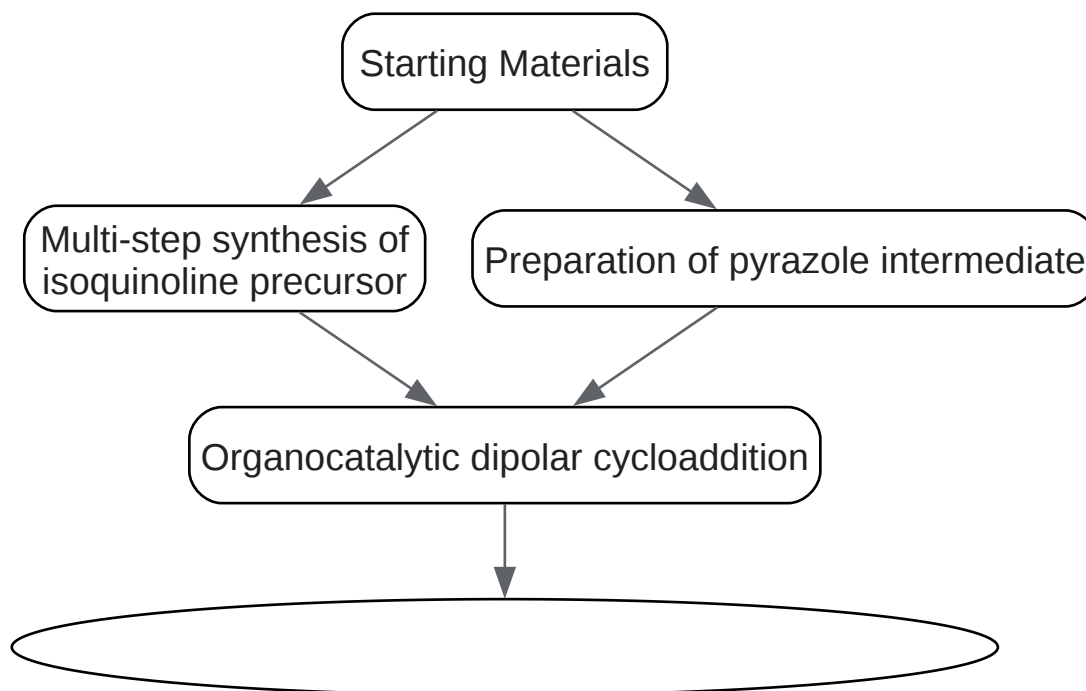 Starting Materials
Multi-step synthesis of
isoquinoline precursor
Preparation of pyrazole intermediate
Organocatalytic dipolar cycloaddition